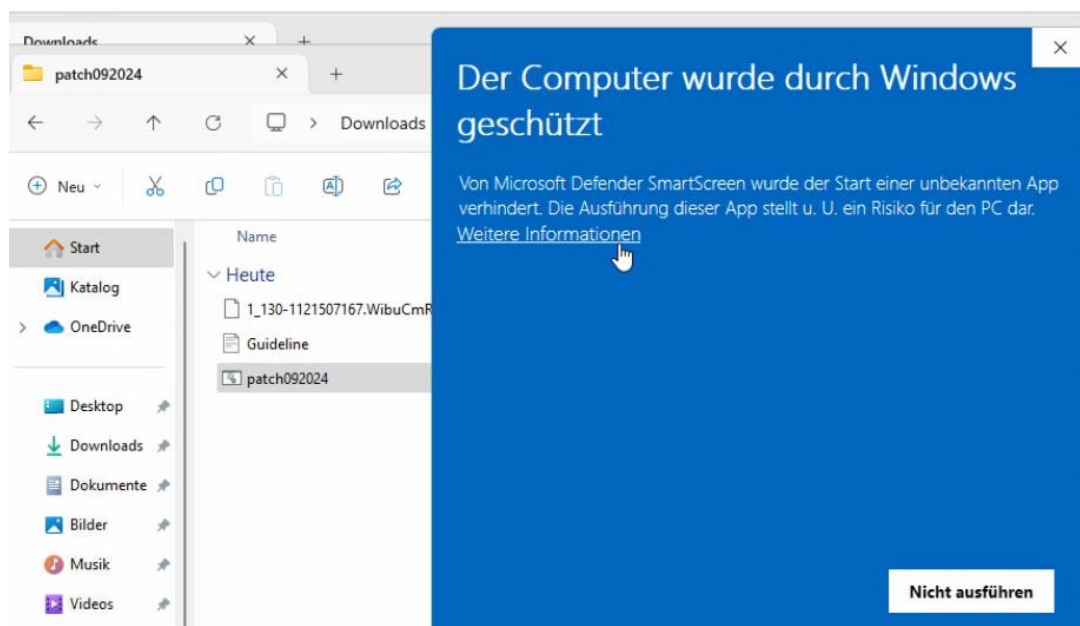 Downloads
patch092024
Downloads
Neu
Start
Katalog
OneDrive
Desktop
Downloads
Dokumente
Bilder
Musik
Videos
Name
Heute
1_130-1121507167.WibuCmR
Guideline
patch092024
Der Computer wurde durch Windows
geschützt
Von Microsoft Defender SmartScreen wurde der Start einer unbekannten App
verhindert. Die Ausführung dieser App stellt u. U. ein Risiko für den PC dar.
Weitere Informationen
Nicht ausführen